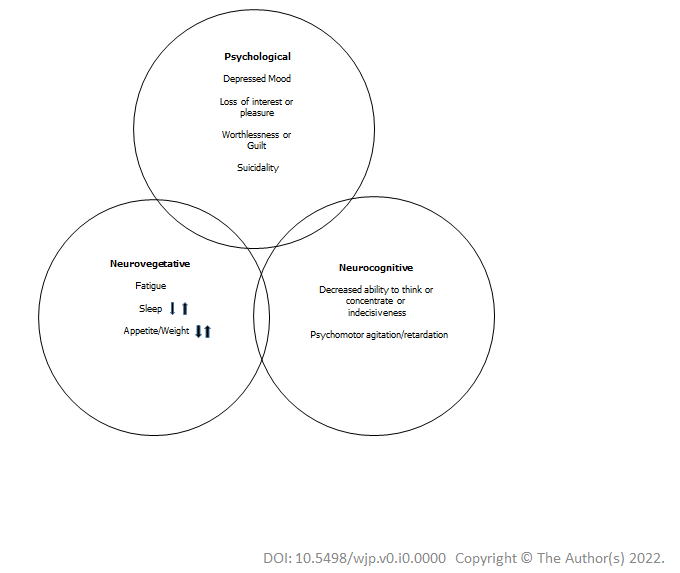 Psychological
Depressed Mood
Loss of interest or
pleasure
Worthlessness or
Guilt
Suicidality
Neurovegetative
Fatigue
Sleep ⬇⬆
Appetite/Weight ⬇⬆
Neurocognitive
Decreased ability to think or
concentrate or
indecisiveness
Psychomotor agitation/retardation
DOI: 10.5498/wjp.v0.i0.0000 Copyright © The Author(s) 2022.